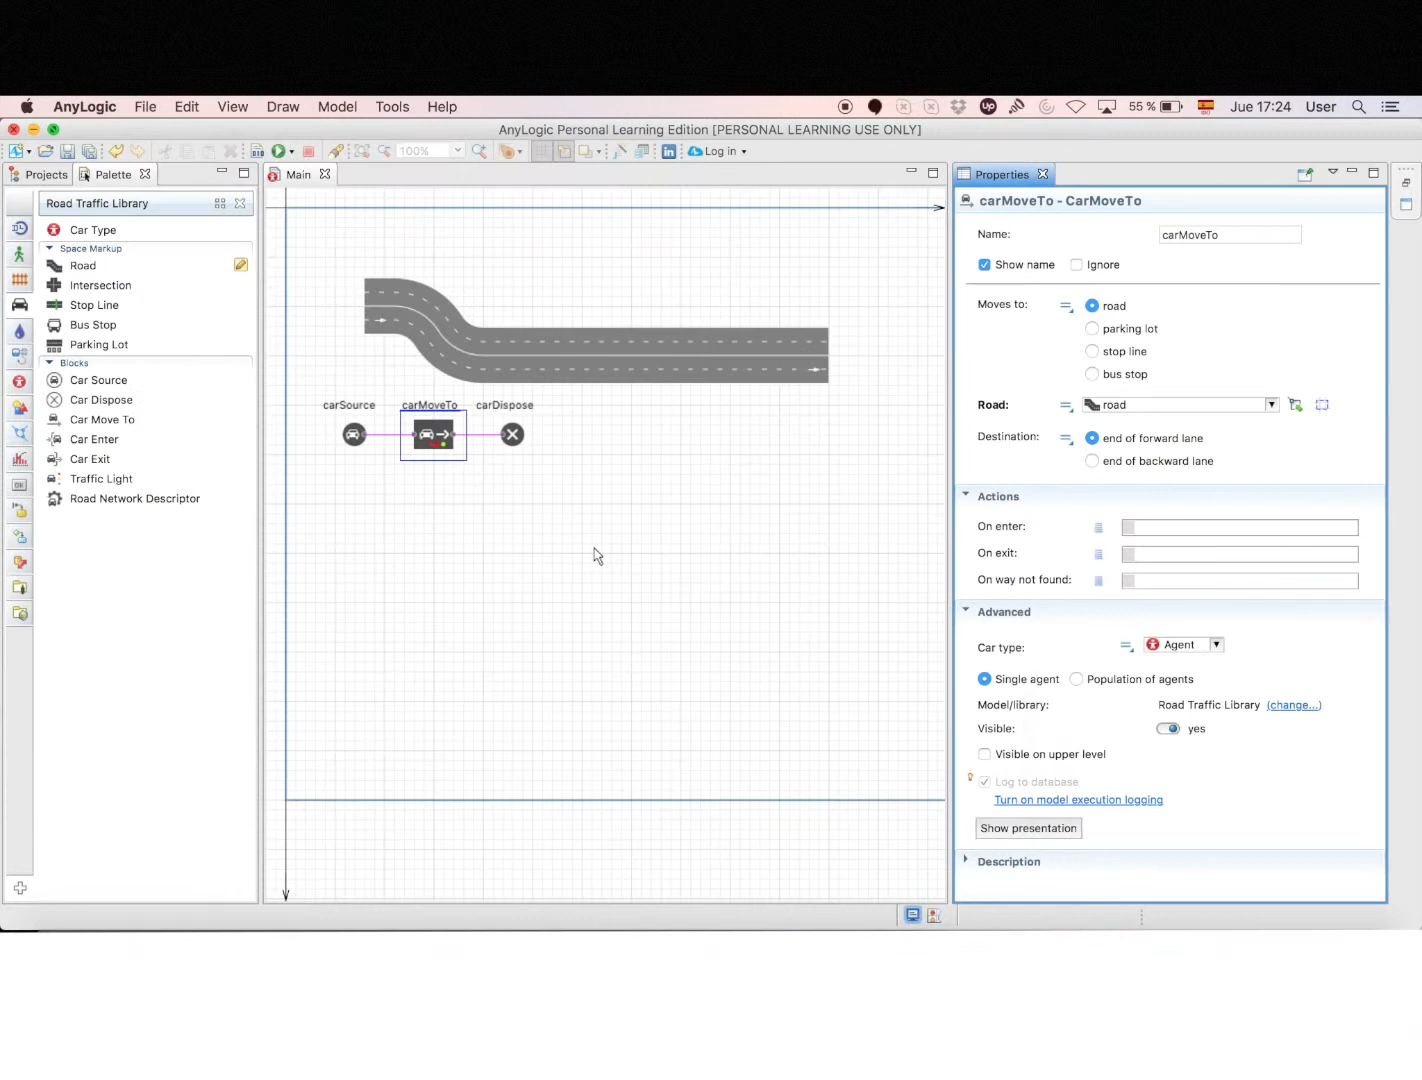 AnyLogic File Edit View Draw Model Tools Help Up 55 % ISO Jue 17:24 User
AnyLogic Personal Learning Edition [PERSONAL LEARNING USE ONLY]
100% Log in
Projects Palette
Main
Properties
Road Traffic Library
Car Type
Space Markup
Road
Intersection
Stop Line
Bus Stop
Parking Lot
Blocks
Car Source
Car Dispose
Car Move To
Car Enter
Car Exit
Traffic Light
Road Network Descriptor
carSource carMoveTo carDispose
carMoveTo - CarMoveTo
Name: carMoveTo
Show name Ignore
Moves to: road
parking lot
stop line
bus stop
Road: road
Destination: end of forward lane
end of backward lane
Actions
On enter:
On exit:
On way not found:
Advanced
Car type: Agent
Single agent Population of agents
Model/library: Road Traffic Library (change...)
Visible: yes
Visible on upper level
Log to database
Turn on model execution logging
Show presentation
Description